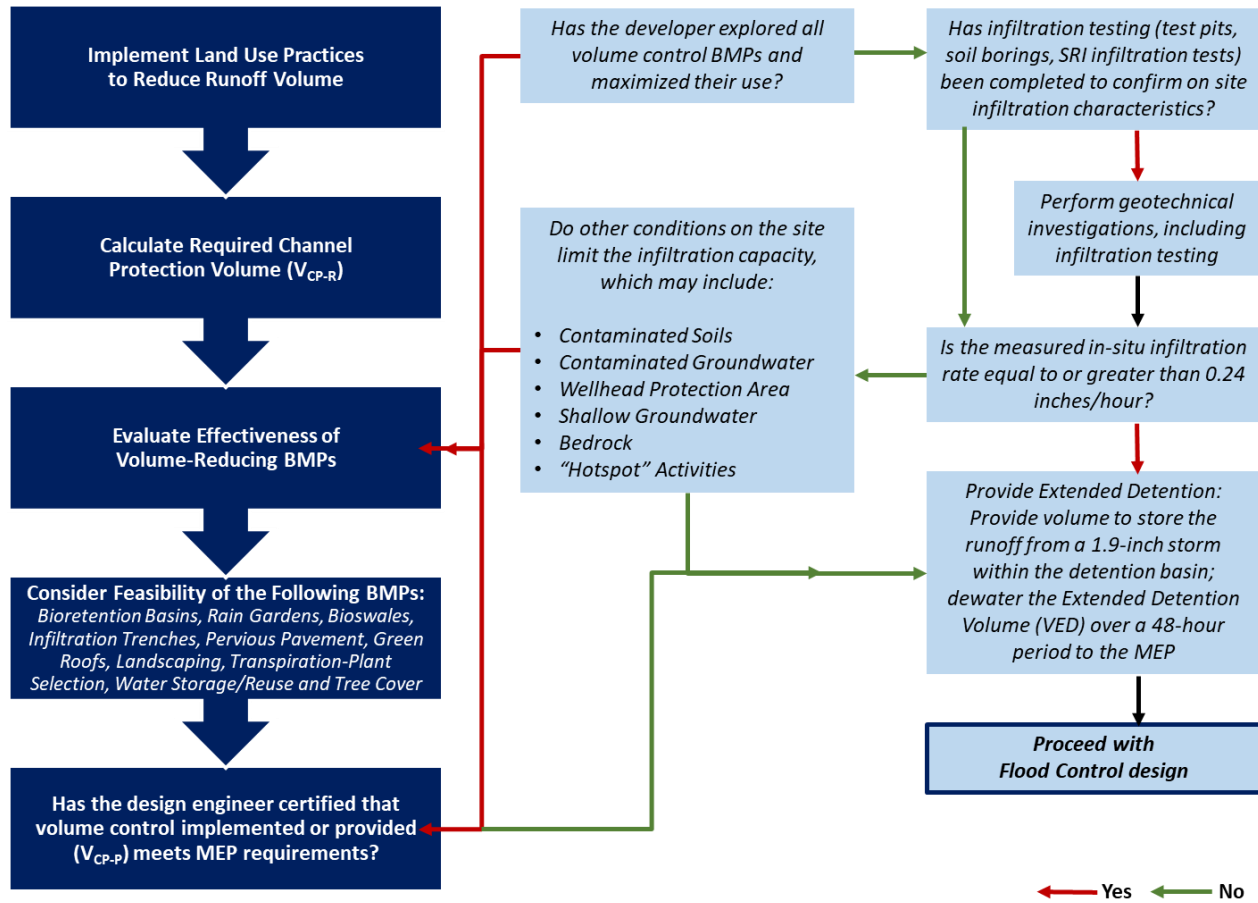 Implement Land Use Practices
to Reduce Runoff Volume
Calculate Required Channel
Protection Volume (VCP-R)
Evaluate Effectiveness of
Volume-Reducing BMPs
Consider Feasibility of the Following BMPs:
Bioretention Basins, Rain Gardens, Bioswales,
Infiltration Trenches, Pervious Pavement, Green
Roofs, Landscaping, Transpiration-Plant
Selection, Water Storage/Reuse and Tree Cover
Has the design engineer certified that
volume control implemented or provided
(VCP-P) meets MEP requirements?
Has the developer explored all
volume control BMPs and
maximized their use?
Do other conditions on the site
limit the infiltration capacity,
which may include:
• Contaminated Soils
• Contaminated Groundwater
• Wellhead Protection Area
• Shallow Groundwater
• Bedrock
• “Hotspot” Activities
Has infiltration testing (test pits,
soil borings, SRI infiltration tests)
been completed to confirm on site
infiltration characteristics?
Perform geotechnical
investigations, including
infiltration testing
Is the measured in-situ infiltration
rate equal to or greater than 0.24
inches/hour?
Provide Extended Detention:
Provide volume to store the
runoff from a 1.9-inch storm
within the detention basin;
dewater the Extended Detention
Volume (VED) over a 48-hour
period to the MEP
Proceed with
Flood Control design
Yes
No